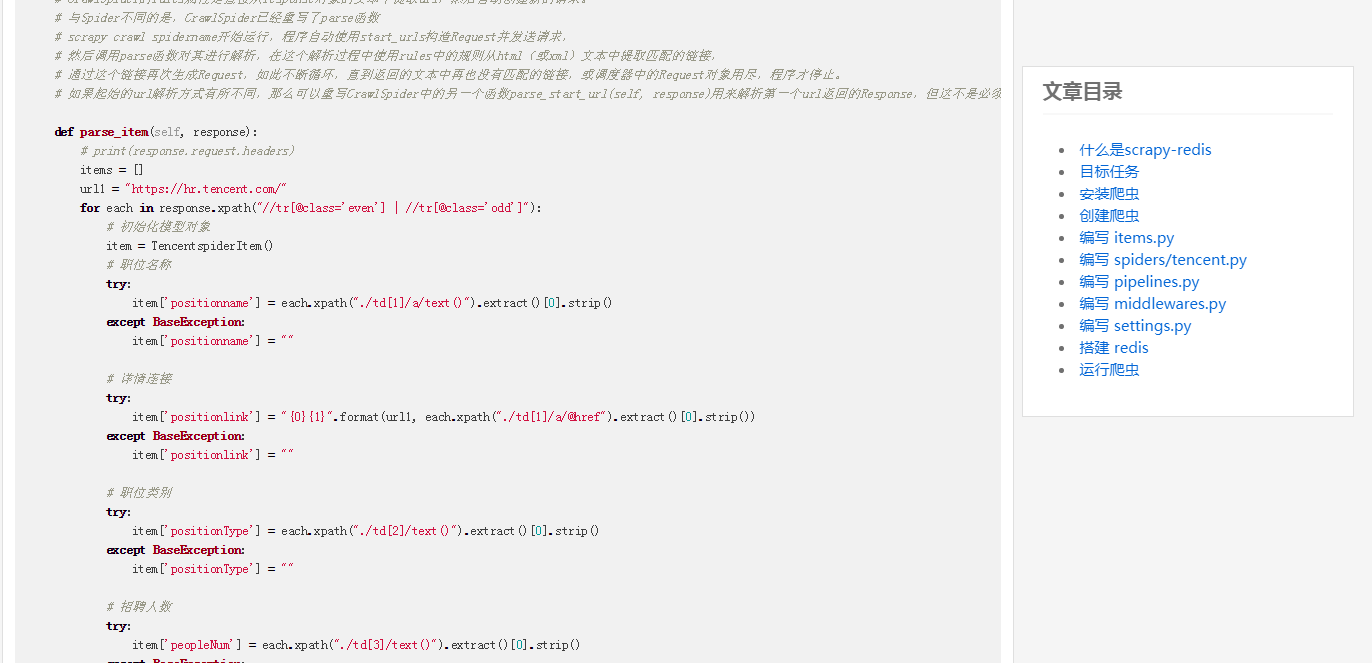 # 与Spider不同的是，CrawlSpider已经重写了parse函数
# scrapy crawl spidername开始运行，程序自动使用start_urls构造Request并发送请求，
# 然后调用parse函数对其进行解析，在这个解析过程中使用rules中的规则从html（或xml）文本中提取匹配的链接，
# 通过这个链接再次生成Request，如此不断循环，直到返回的文本中再也没有匹配的链接，或调度器中的Request对象用尽，程序才停止。
# 如果起始的url解析方式有所不同，那么可以重写CrawlSpider中的另一个函数parse_start_url(self, response)用来解析第一个url返回的Response，但这不是必须
def parse_item(self, response):
# print(response.request.headers)
items = []
url1 = "https://hr.tencent.com/"
for each in response.xpath("//tr[@class='even'] | //tr[@class='odd']"):
# 初始化模型对象
item = TencentspiderItem()
# 职位名称
try:
item['positionname'] = each.xpath("./td[1]/a/text()").extract()[0].strip()
except BaseException:
item['positionname'] = ""
# 详情连接
try:
item['positionlink'] = "{0}{1}".format(url1, each.xpath("./td[1]/a/@href").extract()[0].strip())
except BaseException:
item['positionlink'] = ""
# 职位类别
try:
item['positionType'] = each.xpath("./td[2]/text()").extract()[0].strip()
except BaseException:
item['positionType'] = ""
# 招聘人数
try:
item['peopleNum'] = each.xpath("./td[3]/text()").extract()[0].strip()
except BaseException:
文章目录
什么是scrapy-redis
目标任务
安装爬虫
创建爬虫
编写 items.py
编写 spiders/tencent.py
编写 pipelines.py
编写 middlewares.py
编写 settings.py
搭建 redis
运行爬虫